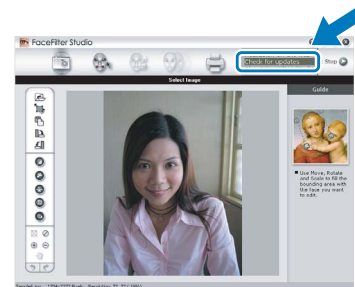 FaceFilter Studio
Check for updates
Step
Select Image
Guide
Use Move, Rotate
and Scale to fill the
bounding area with
the face you want
to edit.